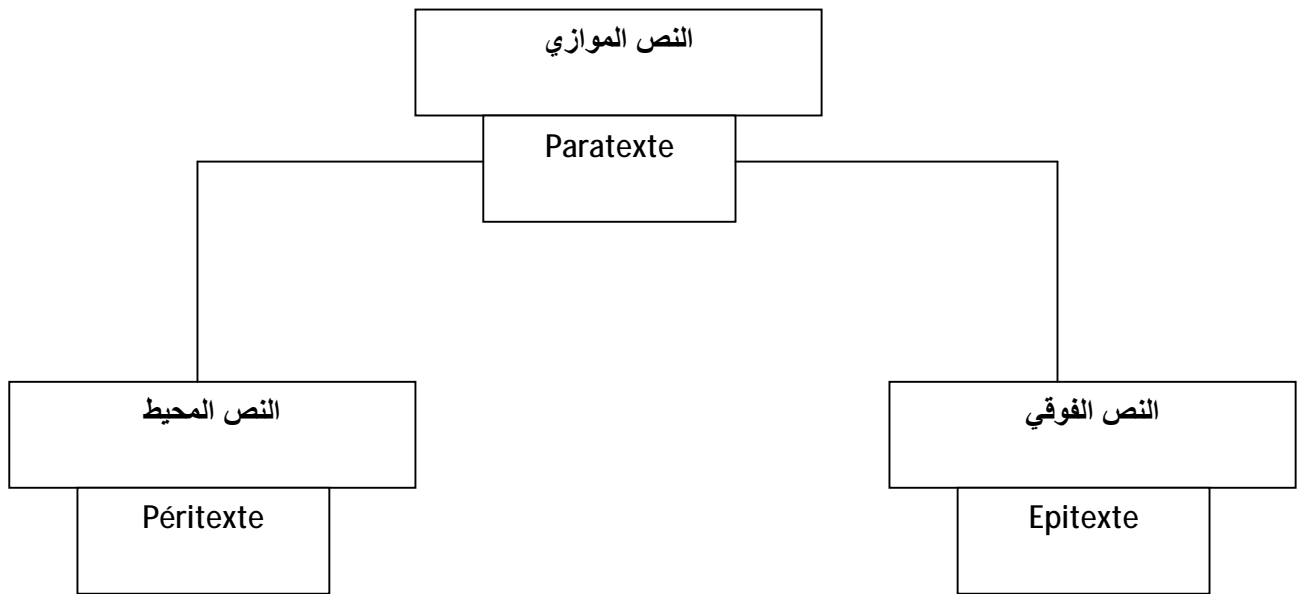 النص الموازي
Paratexte
النص الفوقي
Epitexte
النص المحيط
Péritexte